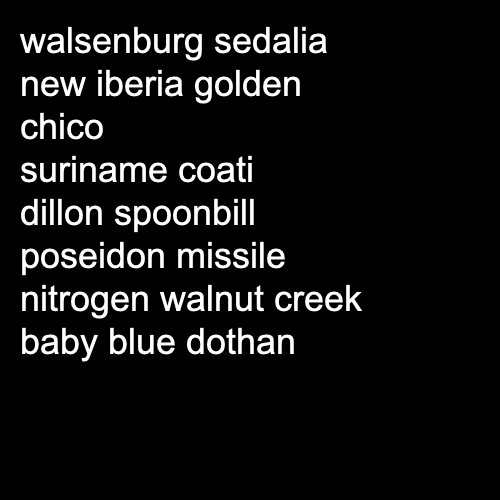 walsenburg sedalia
new iberia golden
chico
suriname coati
dillon spoonbill
poseidon missile
nitrogen walnut creek
baby blue dothan